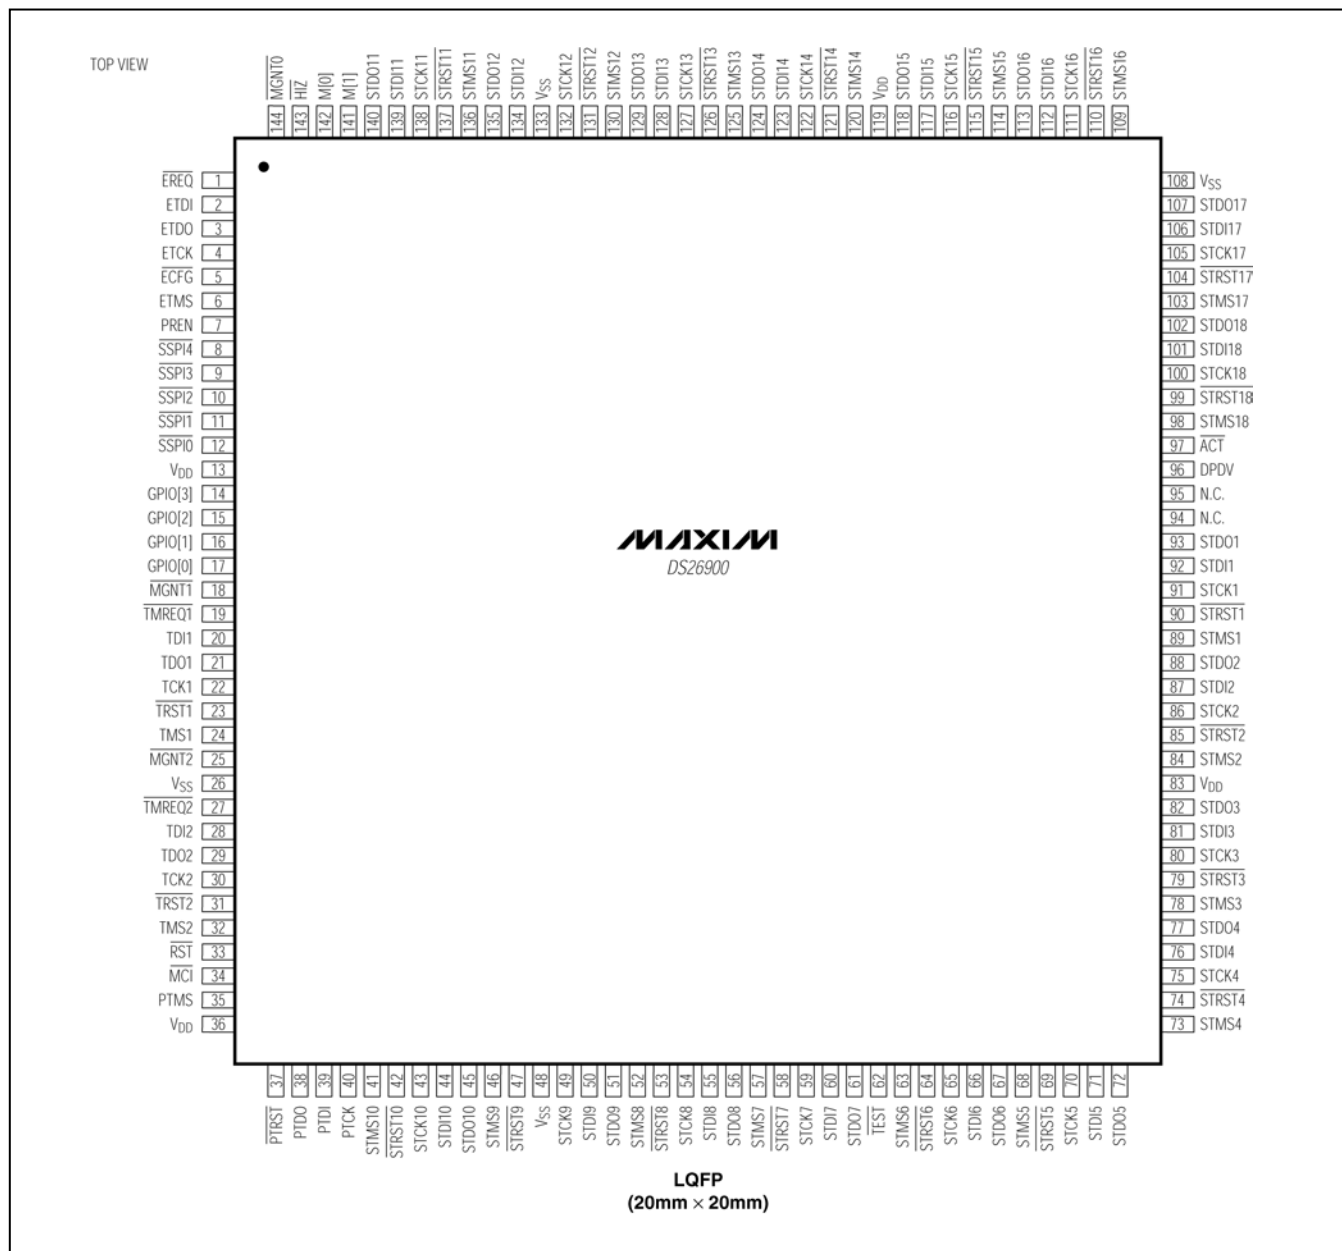 TOP VIEW
MGNT0
HIZ
M[0]
M[1]
STDO11
STDI11
STCK11
STRST11
STMS11
STDO12
STDI12
VSS
STCK12
STRST12
STMS12
STDO13
STDI13
STCK13
STRST13
STMS13
STDO14
STDI14
STCK14
STRST14
STMS14
VDD
STDO15
STDI15
STCK15
STRST15
STMS15
STDO16
STDI16
STCK16
STRST16
STMS16
144 143 142 141 140 139 138 137 136 135 134 133 132 131 130 129 128 127 126 125 124 123 122 121 120 119 118 117 116 115 114 113 112 111 110 109
EREQ 1
ETDI 2
ETDO 3
ETCK 4
ECFG 5
ETMS 6
PREN 7
SSPI4 8
SSPI3 9
SSPI2 10
SSPI1 11
SSPI0 12
VDD 13
GPIO[3] 14
GPIO[2] 15
GPIO[1] 16
GPIO[0] 17
MGNT1 18
TMREQ1 19
TDI1 20
TDO1 21
TCK1 22
TRST1 23
TMS1 24
MGNT2 25
VSS 26
TMREQ2 27
TDI2 28
TDO2 29
TCK2 30
TRST2 31
TMS2 32
RST 33
MCI 34
PTMS 35
VDD 36
MAXIM
DS26900
108 VSS
107 STDO17
106 STDI17
105 STCK17
104 STRST17
103 STMS17
102 STDO18
101 STDI18
100 STCK18
99 STRST18
98 STMS18
97 ACT
96 DPDV
95 N.C.
94 N.C.
93 STDO1
92 STDI1
91 STCK1
90 STRST1
89 STMS1
88 STDO2
87 STDI2
86 STCK2
85 STRST2
84 STMS2
83 VDD
82 STDO3
81 STDI3
80 STCK3
79 STRST3
78 STMS3
77 STDO4
76 STDI4
75 STCK4
74 STRST4
73 STMS4
37 38 39 40 41 42 43 44 45 46 47 48 49 50 51 52 53 54 55 56 57 58 59 60 61 62 63 64 65 66 67 68 69 70 71 72
PTRST
PTDO
PTDI
PTCK
STMS10
STRST10
STCK10
STDI10
STDO10
STMS9
STRST9
VSS
STCK9
STDI9
STDO9
STMS8
STRST8
STCK8
STDI8
STDO8
STMS7
STRST7
STCK7
STDI7
STDO7
TEST
STMS6
STRST6
STCK6
STDI6
STDO6
STMS5
STRST5
STCK5
STDI5
STDO5
LQFP
(20mm × 20mm)